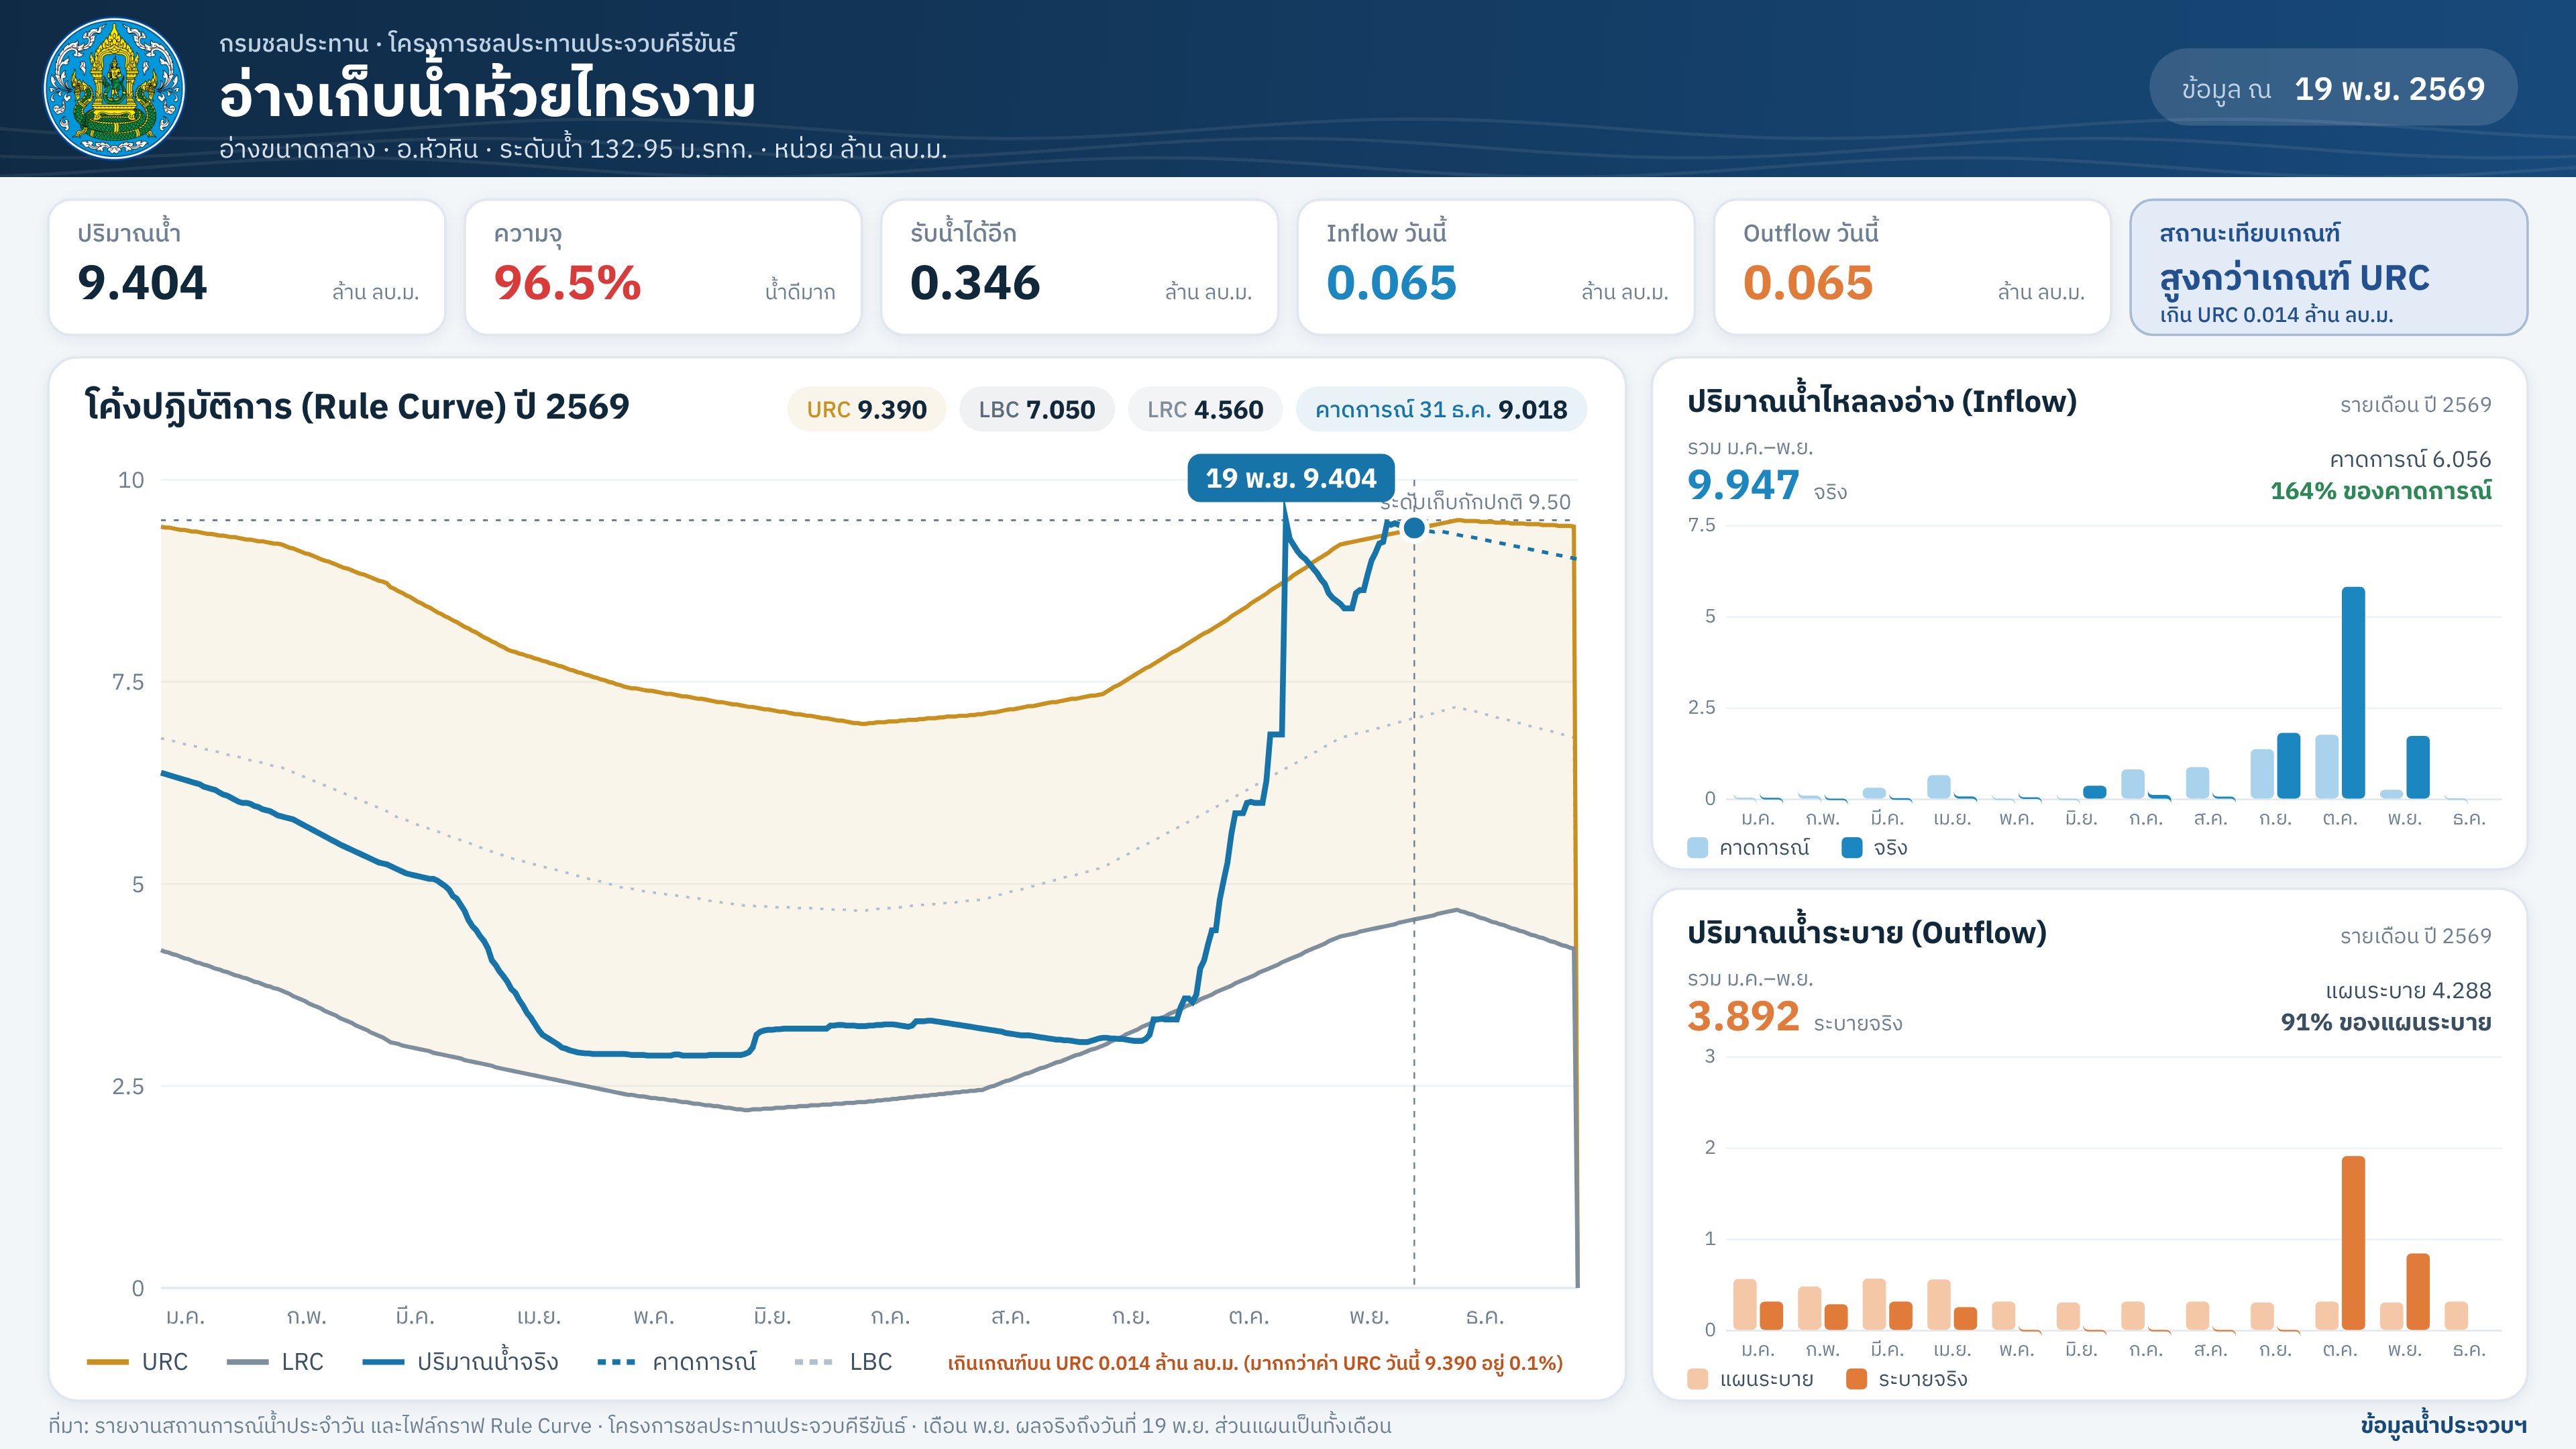 กรมชลประทาน · โครงการชลประทานประจวบคีรีขันธ์
อ่างเก็บน้ำห้วยไทรงาม
อ่างขนาดกลาง · อ.หัวหิน · ระดับน้ำ 132.95 ม.รทก. · หน่วย ล้าน ลบ.ม.
ข้อมูล ณ 19 พ.ย. 2569
ปริมาณน้ำ
9.404 ล้าน ลบ.ม.
ความจุ
96.5% น้ำดีมาก
รับน้ำได้อีก
0.346 ล้าน ลบ.ม.
Inflow วันนี้
0.065 ล้าน ลบ.ม.
Outflow วันนี้
0.065 ล้าน ลบ.ม.
สถานะเทียบเกณฑ์
สูงกว่าเกณฑ์ URC
เกิน URC 0.014 ล้าน ลบ.ม.
โค้งปฏิบัติการ (Rule Curve) ปี 2569
URC 9.390
LBC 7.050
LRC 4.560
คาดการณ์ 31 ธ.ค. 9.018
19 พ.ย. 9.404
ระดับเก็บกักปกติ 9.50
10
7.5
5
2.5
0
ม.ค. ก.พ. มี.ค. เม.ย. พ.ค. มิ.ย. ก.ค. ส.ค. ก.ย. ต.ค. พ.ย. ธ.ค.
URC LRC ปริมาณน้ำจริง คาดการณ์ LBC
เกินเกณฑ์บน URC 0.014 ล้าน ลบ.ม. (มากกว่าค่า URC วันนี้ 9.390 อยู่ 0.1%)
ปริมาณน้ำไหลลงอ่าง (Inflow)
รายเดือน ปี 2569
รวม ม.ค.–พ.ย.
9.947 จริง
คาดการณ์ 6.056
164% ของคาดการณ์
7.5
5
2.5
0
ม.ค. ก.พ. มี.ค. เม.ย. พ.ค. มิ.ย. ก.ค. ส.ค. ก.ย. ต.ค. พ.ย. ธ.ค.
คาดการณ์ จริง
ปริมาณน้ำระบาย (Outflow)
รายเดือน ปี 2569
รวม ม.ค.–พ.ย.
3.892 ระบายจริง
แผนระบาย 4.288
91% ของแผนระบาย
3
2
1
0
ม.ค. ก.พ. มี.ค. เม.ย. พ.ค. มิ.ย. ก.ค. ส.ค. ก.ย. ต.ค. พ.ย. ธ.ค.
แผนระบาย ระบายจริง
ที่มา: รายงานสถานการณ์น้ำประจำวัน และไฟล์กราฟ Rule Curve · โครงการชลประทานประจวบคีรีขันธ์ · เดือน พ.ย. ผลจริงถึงวันที่ 19 พ.ย. ส่วนแผนเป็นทั้งเดือน
ข้อมูลน้ำประจวบฯ